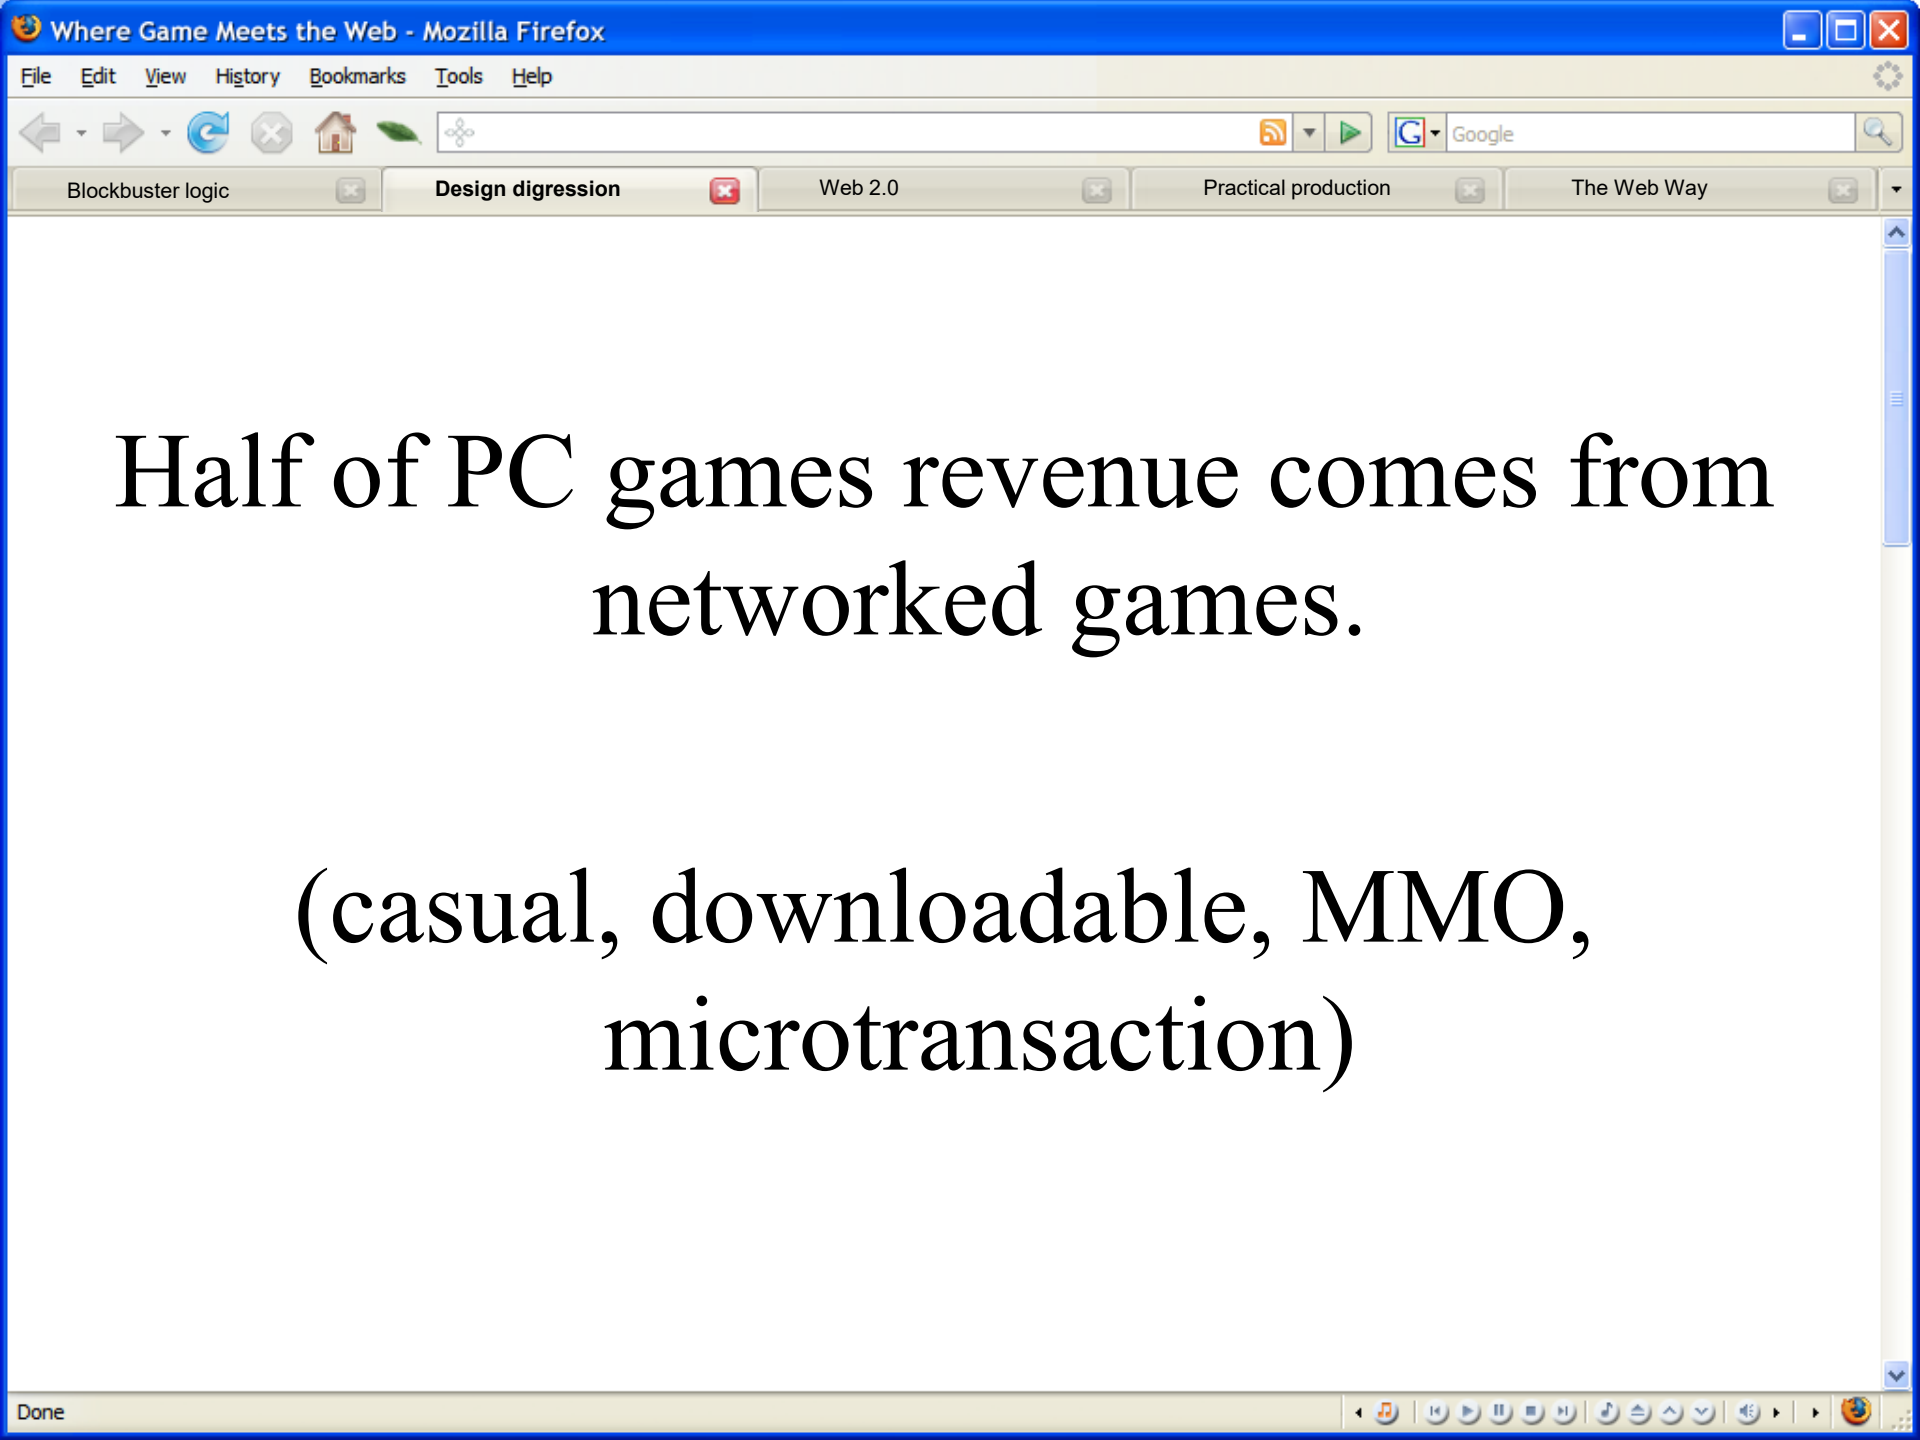 Where Game Meets the Web - Mozilla Firefox
File Edit View History Bookmarks Tools Help
G Google
Blockbuster logic Design digression Web 2.0 Practical production The Web Way
Half of PC games revenue comes from
networked games.
(casual, downloadable, MMO,
microtransaction)
Done